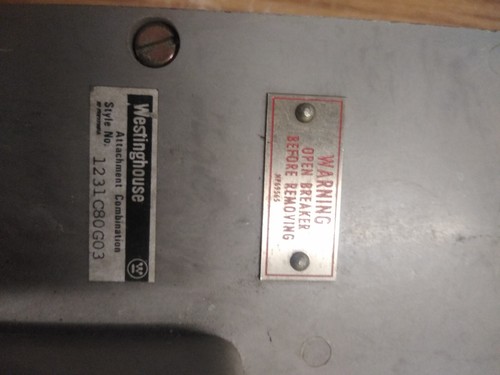 Westinghouse
Attachment Combination
Style No. 1231C80G03
WARNING
OPEN BREAKER
BEFORE REMOVING